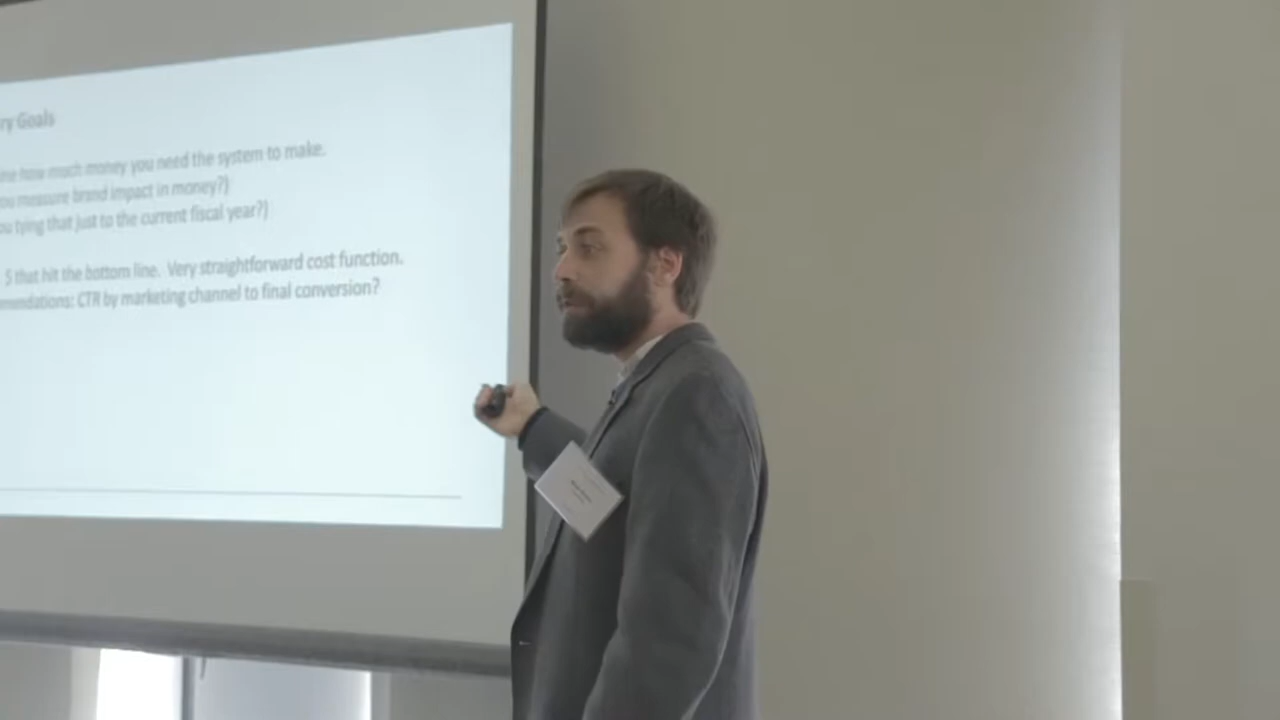 ry Goals
ine how much money you need the system to make.
ou measure brand impact in money?)
ou tying that just to the current fiscal year?)
$ that hit the bottom line. Very straightforward cost function.
mendations: CTR by marketing channel to final conversion?